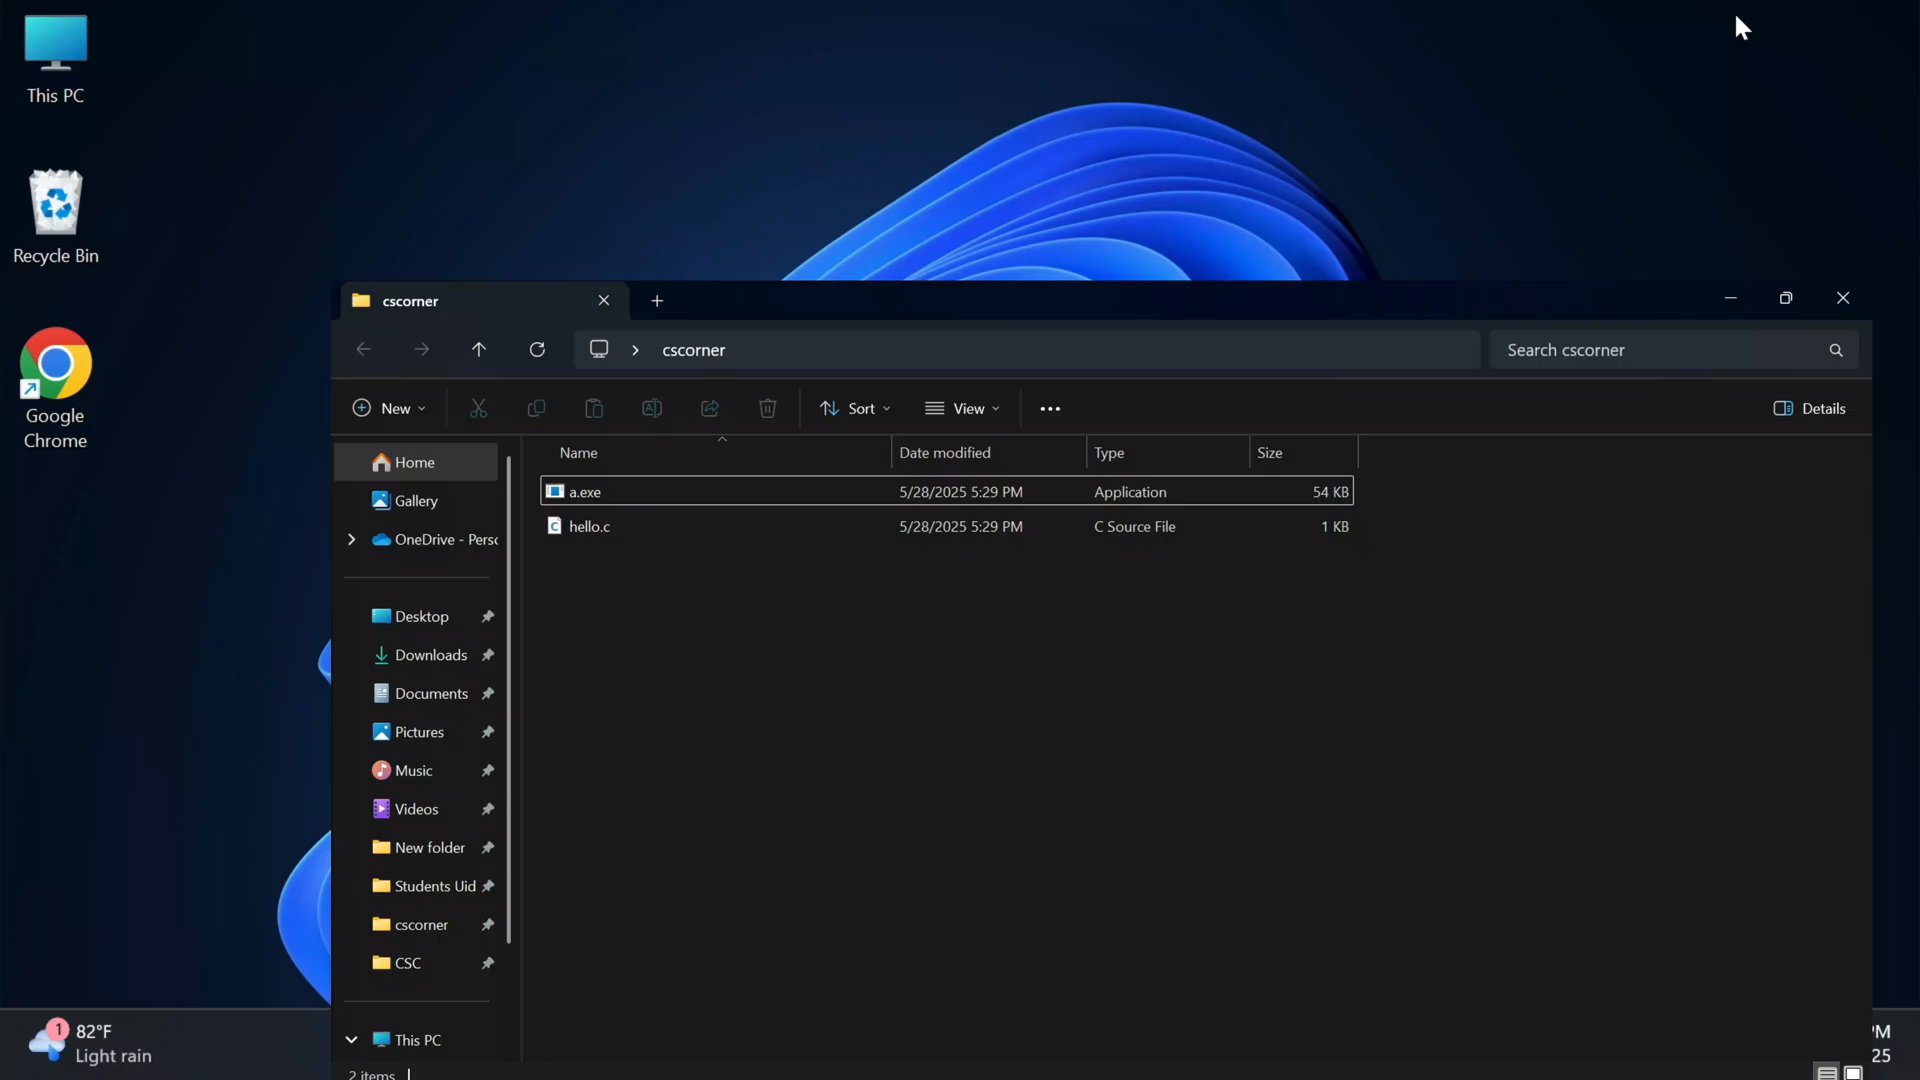 This PC
Recycle Bin
Google
Chrome
cscorner
cscorner
Search cscorner
New
Sort
View
Details
Home
Gallery
OneDrive - Perso
Desktop
Downloads
Documents
Pictures
Music
Videos
New folder
Students Uid
cscorner
CSC
This PC
Name Date modified Type Size
a.exe 5/28/2025 5:29 PM Application 54 KB
hello.c 5/28/2025 5:29 PM C Source File 1 KB
2 items
1
82°F
Light rain
PM
25